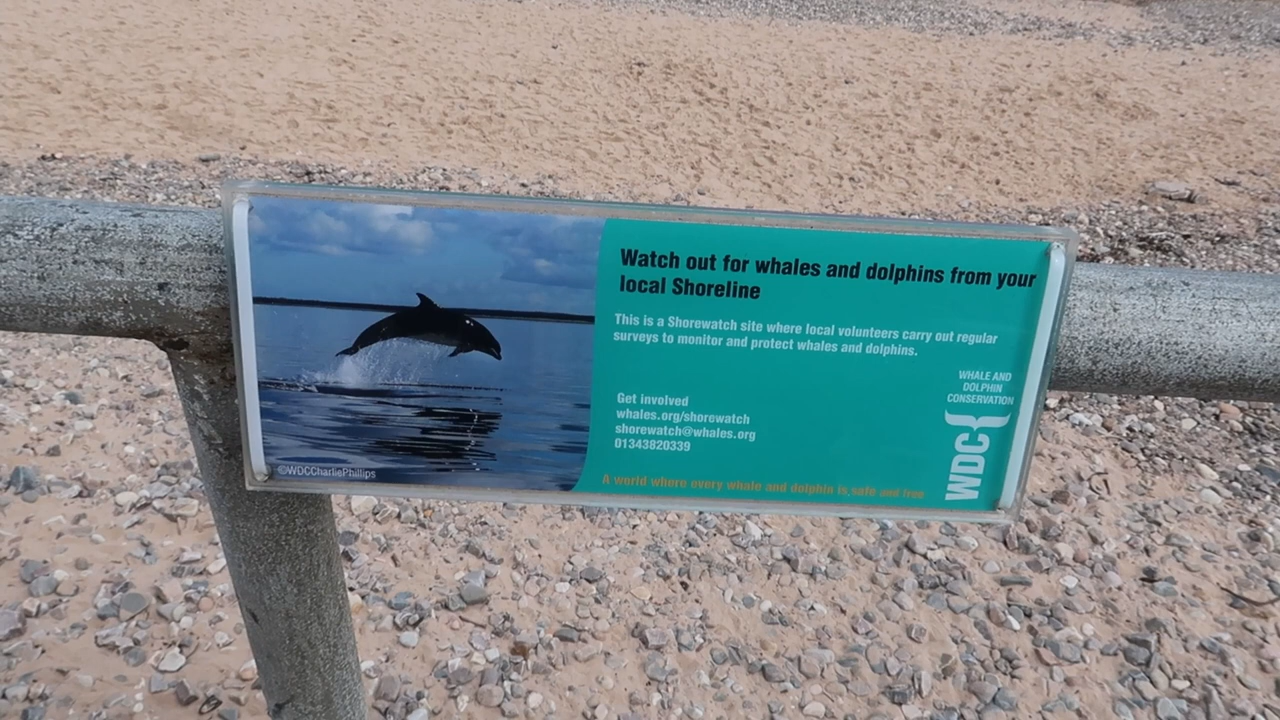 Watch out for whales and dolphins from your
local Shoreline
This is a Shorewatch site where local volunteers carry out regular
surveys to monitor and protect whales and dolphins.
Get involved
whales.org/shorewatch
shorewatch@whales.org
01343820339
WHALE AND
DOLPHIN
CONSERVATION
WDC
©WDCCharliePhillips
A world where every whale and dolphin is safe and free